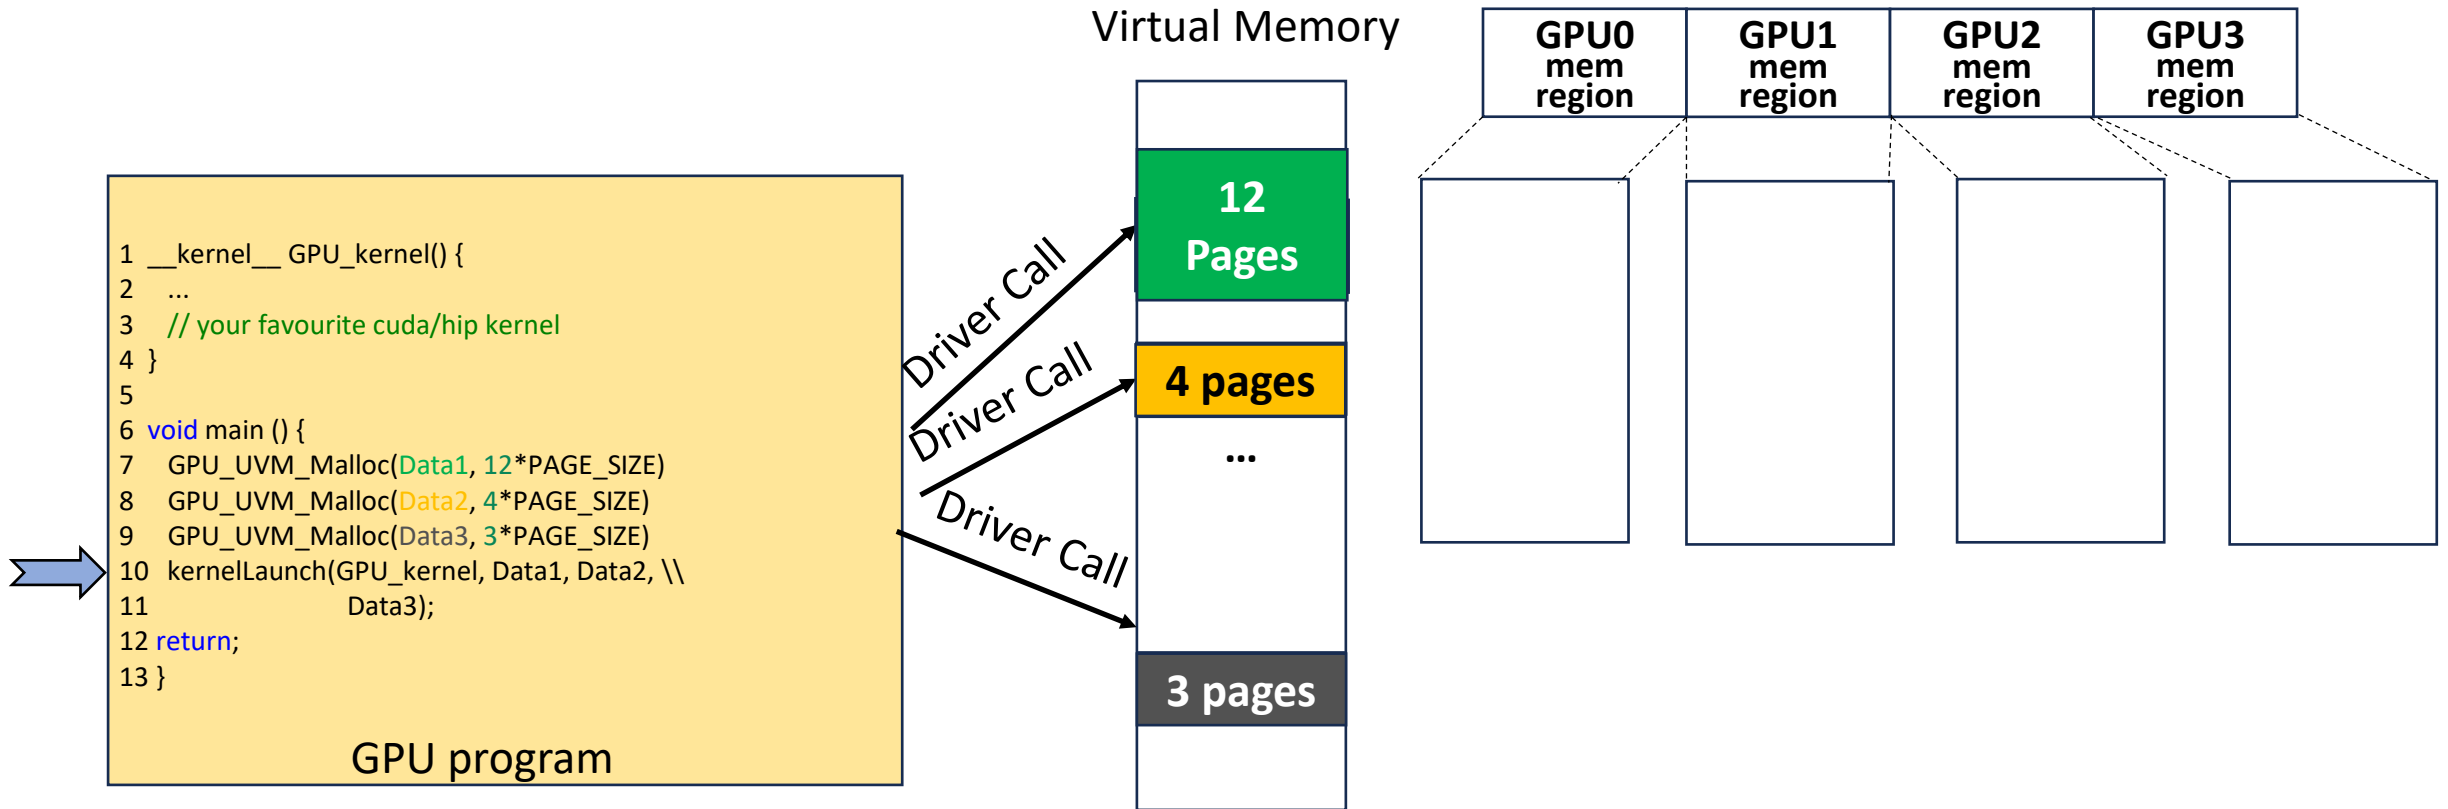 Virtual Memory
GPU0
mem
region
GPU1
mem
region
GPU2
mem
region
GPU3
mem
region
1 __kernel__ GPU_kernel() {
2 ...
3 // your favourite cuda/hip kernel
4 }
5
6 void main () {
7 GPU_UVM_Malloc(Data1, 12*PAGE_SIZE)
8 GPU_UVM_Malloc(Data2, 4*PAGE_SIZE)
9 GPU_UVM_Malloc(Data3, 3*PAGE_SIZE)
10 kernelLaunch(GPU_kernel, Data1, Data2, \\
11 Data3);
12 return;
13 }
GPU program
Driver Call
Driver Call
Driver Call
12
Pages
4 pages
...
3 pages